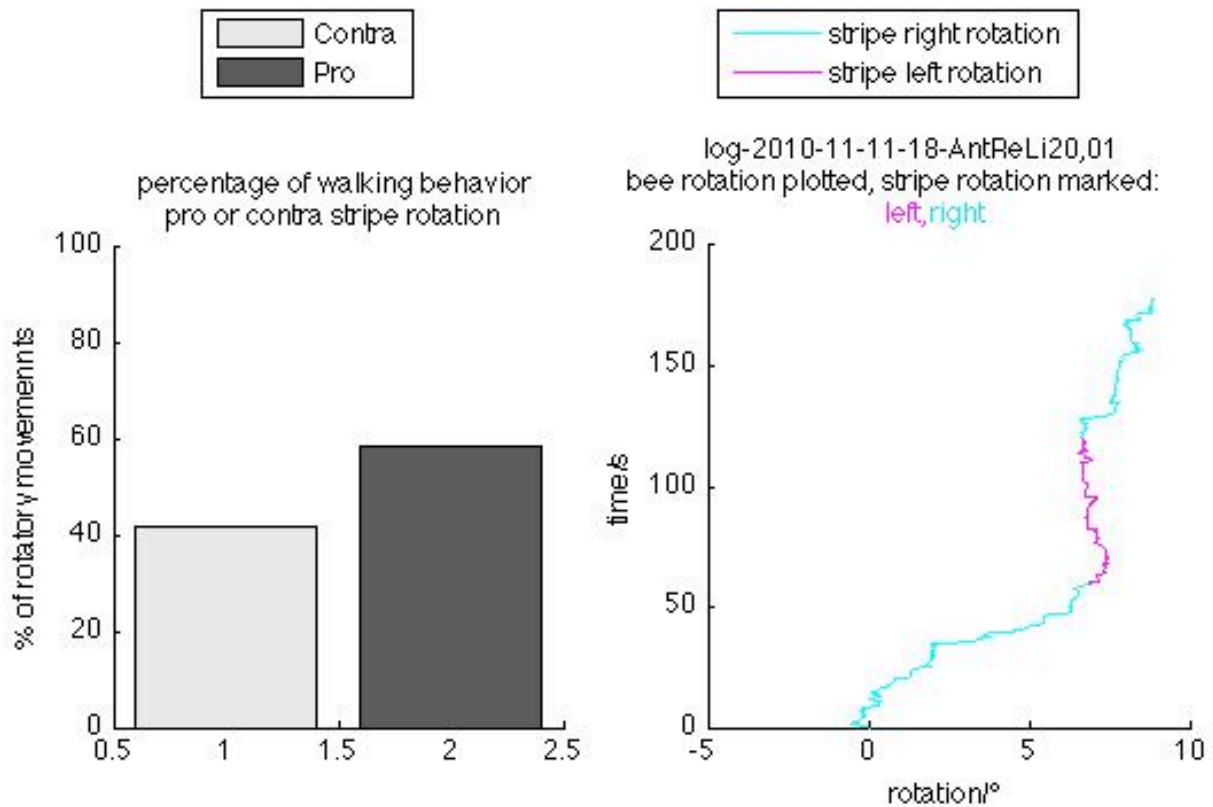 Contra
Pro
percentage of walking behavior
pro or contra stripe rotation
100
80
60
40
20
0
0.5
1
1.5
2
2.5
% of rotatory movemennts
stripe right rotation
stripe left rotation
log-2010-11-11-18-AntReLi20,01
bee rotation plotted, stripe rotation marked:
left,right
200
150
100
50
0
-5
0
5
10
time/s
rotation/°